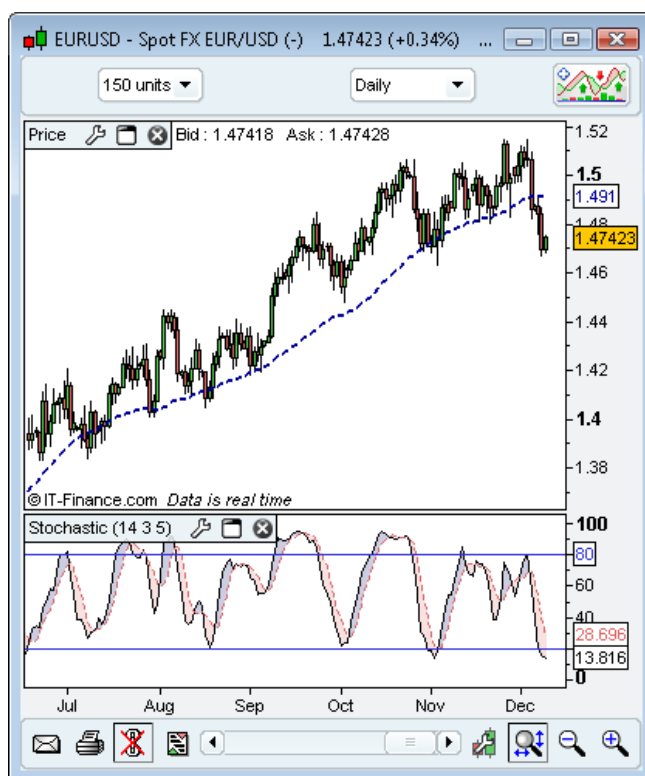 EURUSD - Spot FX EUR/USD (-) 1.47423 (+0.34%) ...
150 units
Daily
Price Bid : 1.47418 Ask : 1.47428
1.52
1.5
1.491
1.48
1.47423
1.46
1.44
1.42
1.4
1.38
© IT-Finance.com Data is real time
Stochastic (14 3 5)
100
80
60
40
28.696
13.816
0
Jul Aug Sep Oct Nov Dec